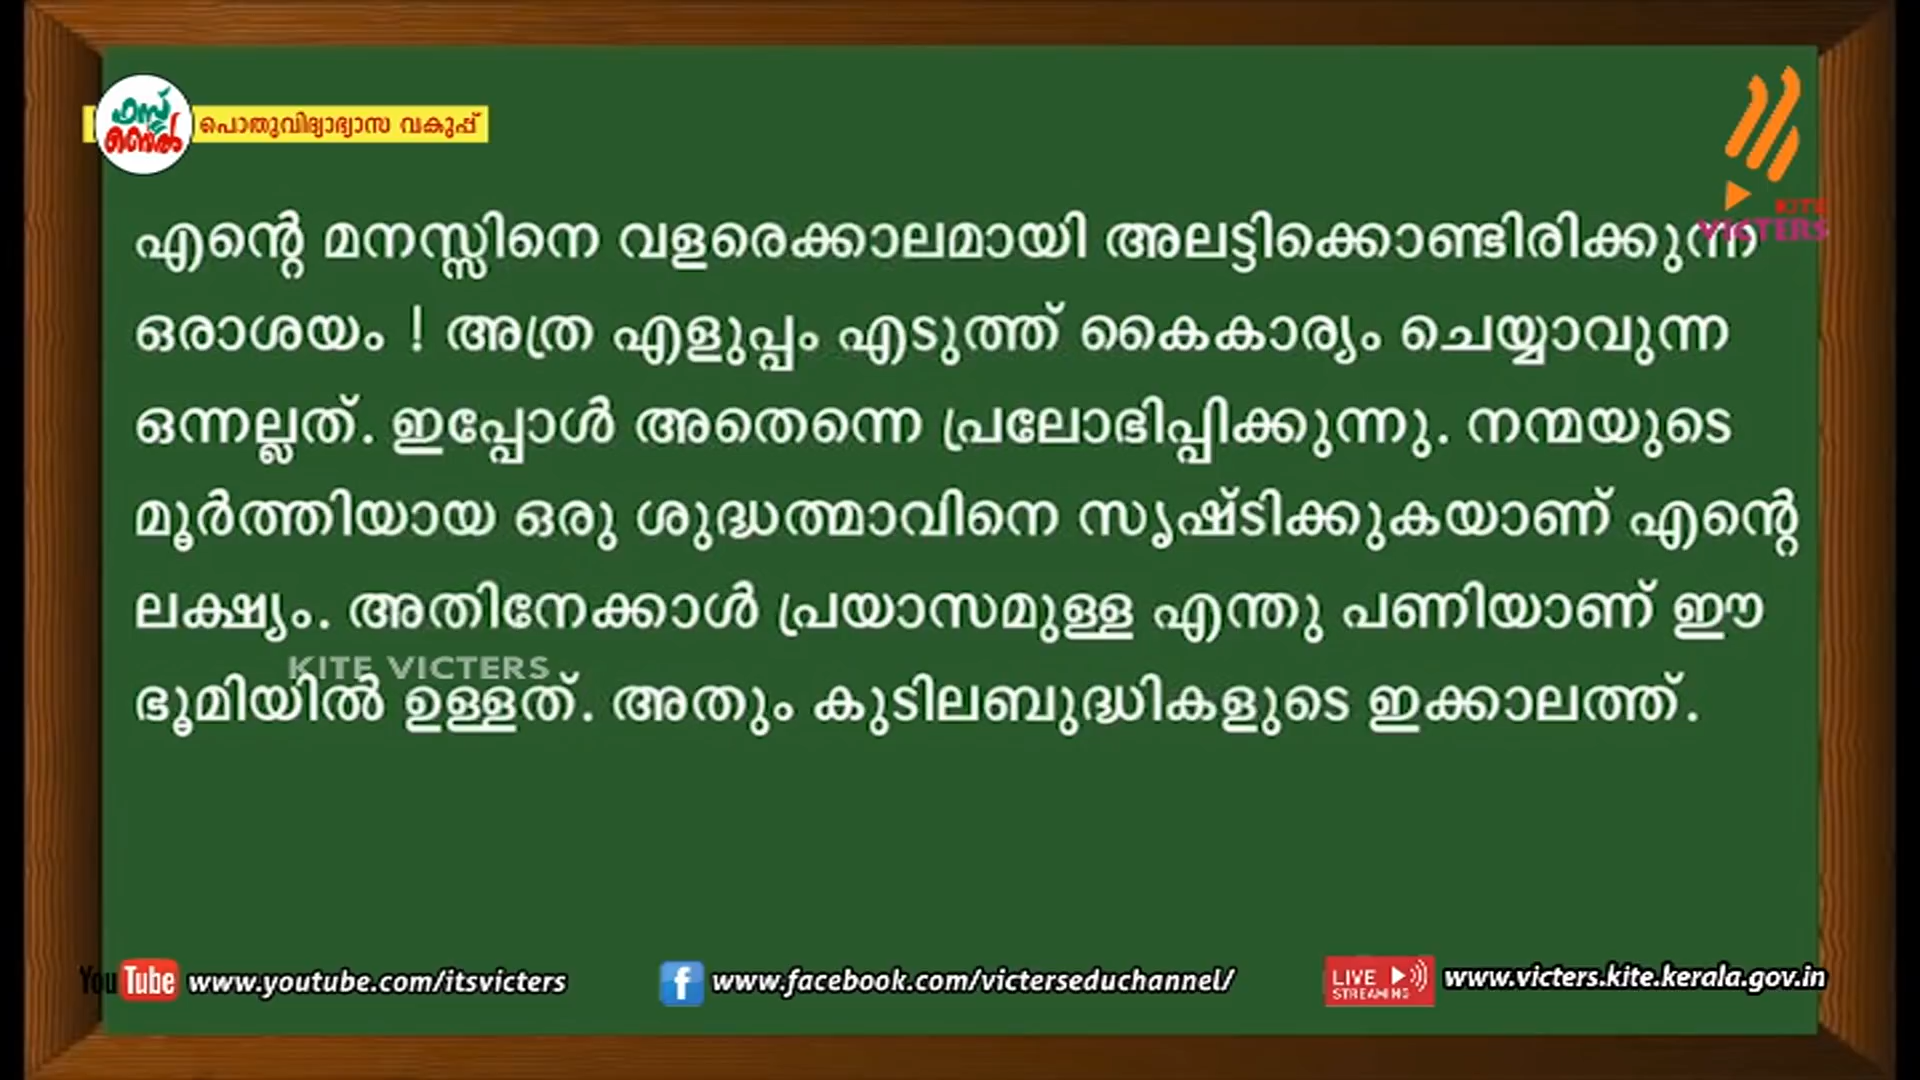 ഫസ്റ്റ്
ബെൽ
പൊതുവിദ്യാഭ്യാസ വകുപ്പ്
KITE
VICTERS
എന്റെ മനസ്സിനെ വളരെക്കാലമായി അലട്ടിക്കൊണ്ടിരിക്കുന്ന
ഒരാശയം ! അത്ര എളുപ്പം എടുത്ത് കൈകാര്യം ചെയ്യാവുന്ന
ഒന്നല്ലത്. ഇപ്പോൾ അതെന്നെ പ്രലോഭിപ്പിക്കുന്നു. നന്മയുടെ
മൂർത്തിയായ ഒരു ശുദ്ധത്മാവിനെ സൃഷ്ടിക്കുകയാണ് എന്റെ
ലക്ഷ്യം. അതിനേക്കാൾ പ്രയാസമുള്ള എന്തു പണിയാണ് ഈ
KITE VICTERS
ഭൂമിയിൽ ഉള്ളത്. അതും കുടിലബുദ്ധികളുടെ ഇക്കാലത്ത്.
YouTube www.youtube.com/itsvicters
f www.facebook.com/victerseduchannel/
LIVE STREAMING www.victers.kite.kerala.gov.in